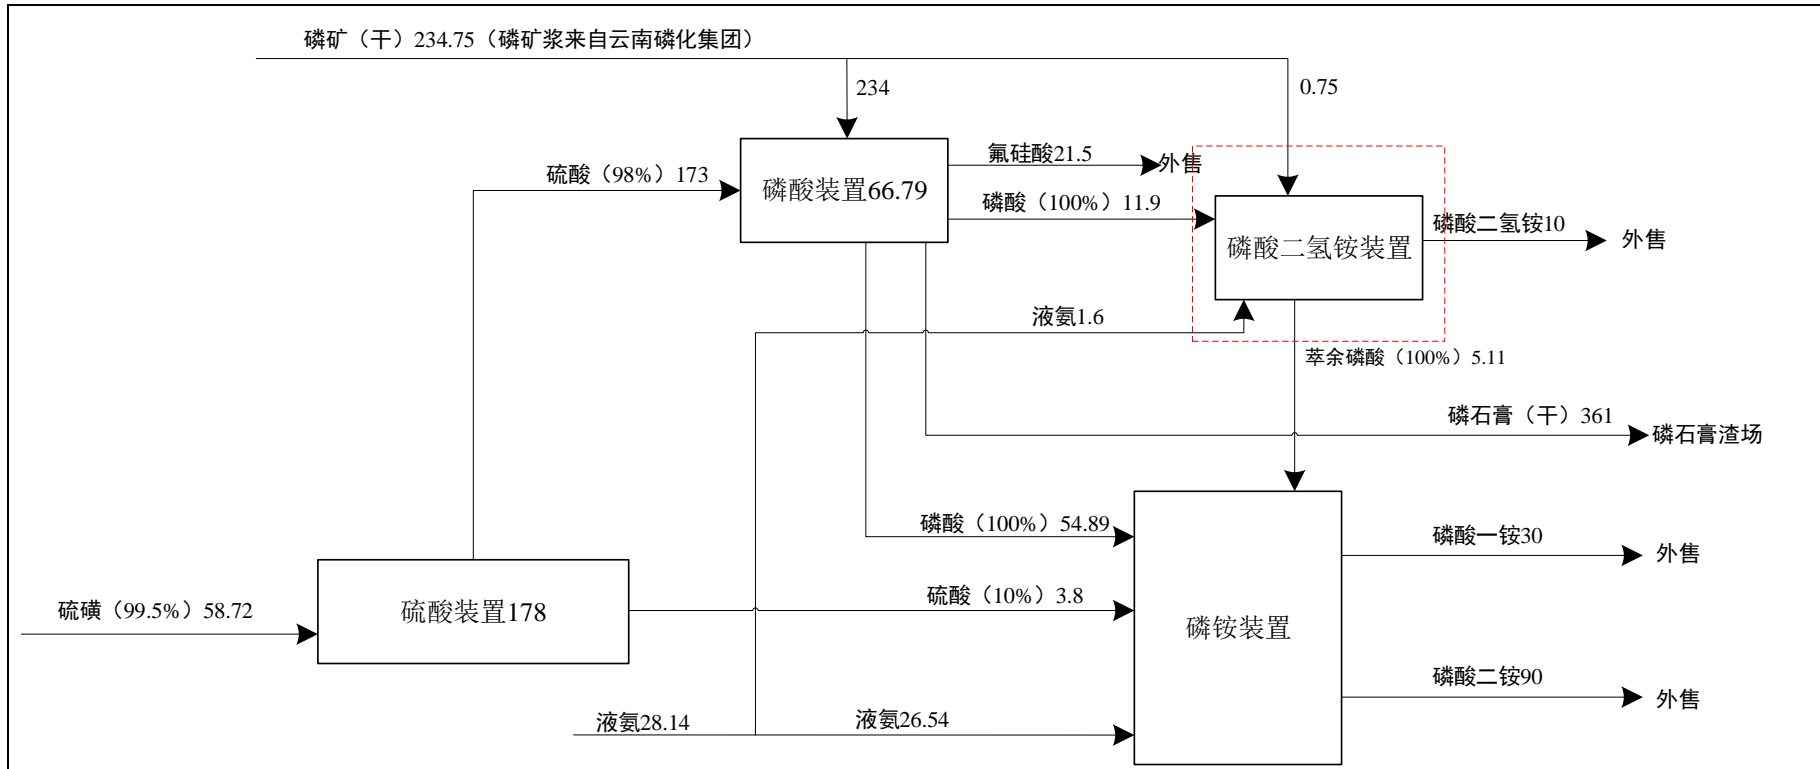 磷矿（干）234.75（磷矿浆来自云南磷化集团）
234
0.75
氟硅酸21.5
外售
硫酸（98%）173
磷酸装置66.79
磷酸（100%）11.9
磷酸二氢铵装置
磷酸二氢铵10
外售
液氨1.6
萃余磷酸（100%）5.11
磷石膏（干）361
磷石膏渣场
磷酸（100%）54.89
磷酸一铵30
外售
硫磺（99.5%）58.72
硫酸装置178
硫酸（10%）3.8
磷铵装置
磷酸二铵90
外售
液氨28.14
液氨26.54